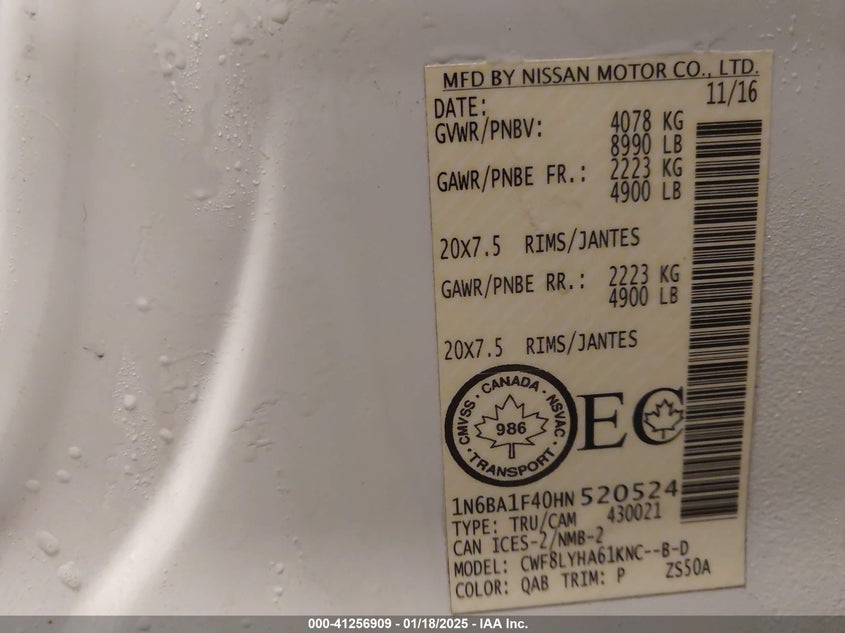 MFD BY NISSAN MOTOR CO., LTD.
DATE: 11/16
GVWR/PNBV: 4078 KG
8990 LB
GAWR/PNBE FR.: 2223 KG
4900 LB
20X7.5 RIMS/JANTES
GAWR/PNBE RR.: 2223 KG
4900 LB
20X7.5 RIMS/JANTES
CMVSS · CANADA · NSVAC · TRANSPORT ·
986
EC
1N6BA1F40HN520524
TYPE: TRU/CAM 430021
CAN ICES-2/NMB-2
MODEL: CWF8LYHA61KNC--B-D
COLOR: QAB TRIM: P ZS50A
000-41256909 - 01/18/2025 - IAA Inc.